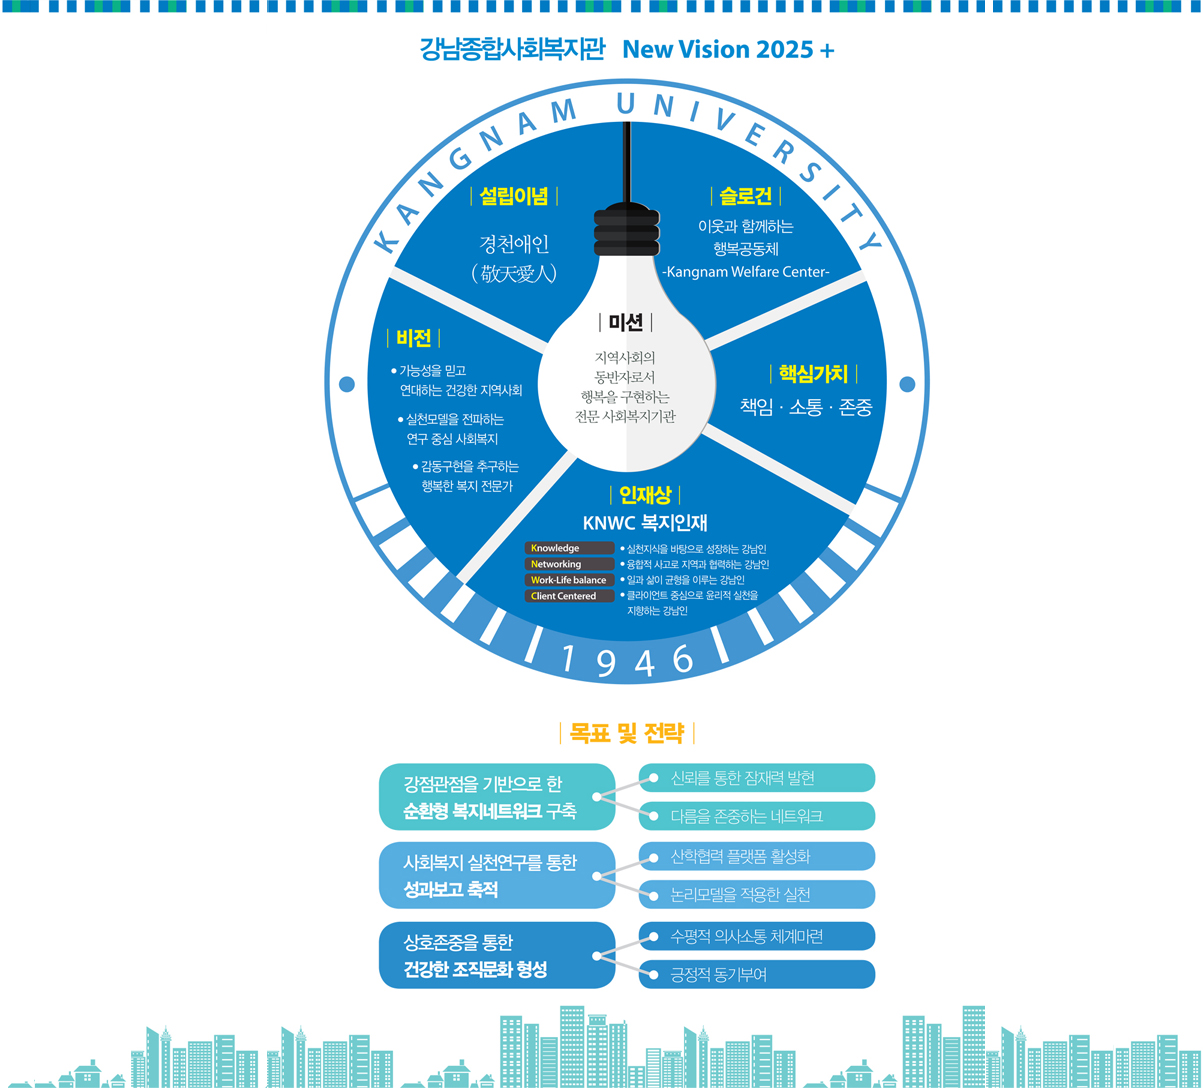 강남종합사회복지관 New Vision 2025 +
KANGNAM UNIVERSITY
설립이념
경천애인
(敬天愛人)
슬로건
이웃과 함께하는
행복공동체
-Kangnam Welfare Center-
비전
• 가능성을 믿고
연대하는 건강한 지역사회
• 실천모델을 전파하는
연구 중심 사회복지
• 감동구현을 추구하는
행복한 복지 전문가
미션
지역사회의
동반자로서
행복을 구현하는
전문 사회복지기관
핵심가치
책임 · 소통 · 존중
인재상
KNWC 복지인재
Knowledge • 실천지식을 바탕으로 성장하는 강남인
Networking • 융합적 사고로 지역과 협력하는 강남인
Work-Life balance • 일과 삶이 균형을 이루는 강남인
Client Centered • 클라이언트 중심으로 윤리적 실천을
지향하는 강남인
1946
목표 및 전략
강점관점을 기반으로 한
순환형 복지네트워크 구축
신뢰를 통한 잠재력 발현
다름을 존중하는 네트워크
사회복지 실천연구를 통한
성과보고 축적
산학협력 플랫폼 활성화
논리모델을 적용한 실천
상호존중을 통한
건강한 조직문화 형성
수평적 의사소통 체계마련
긍정적 동기부여